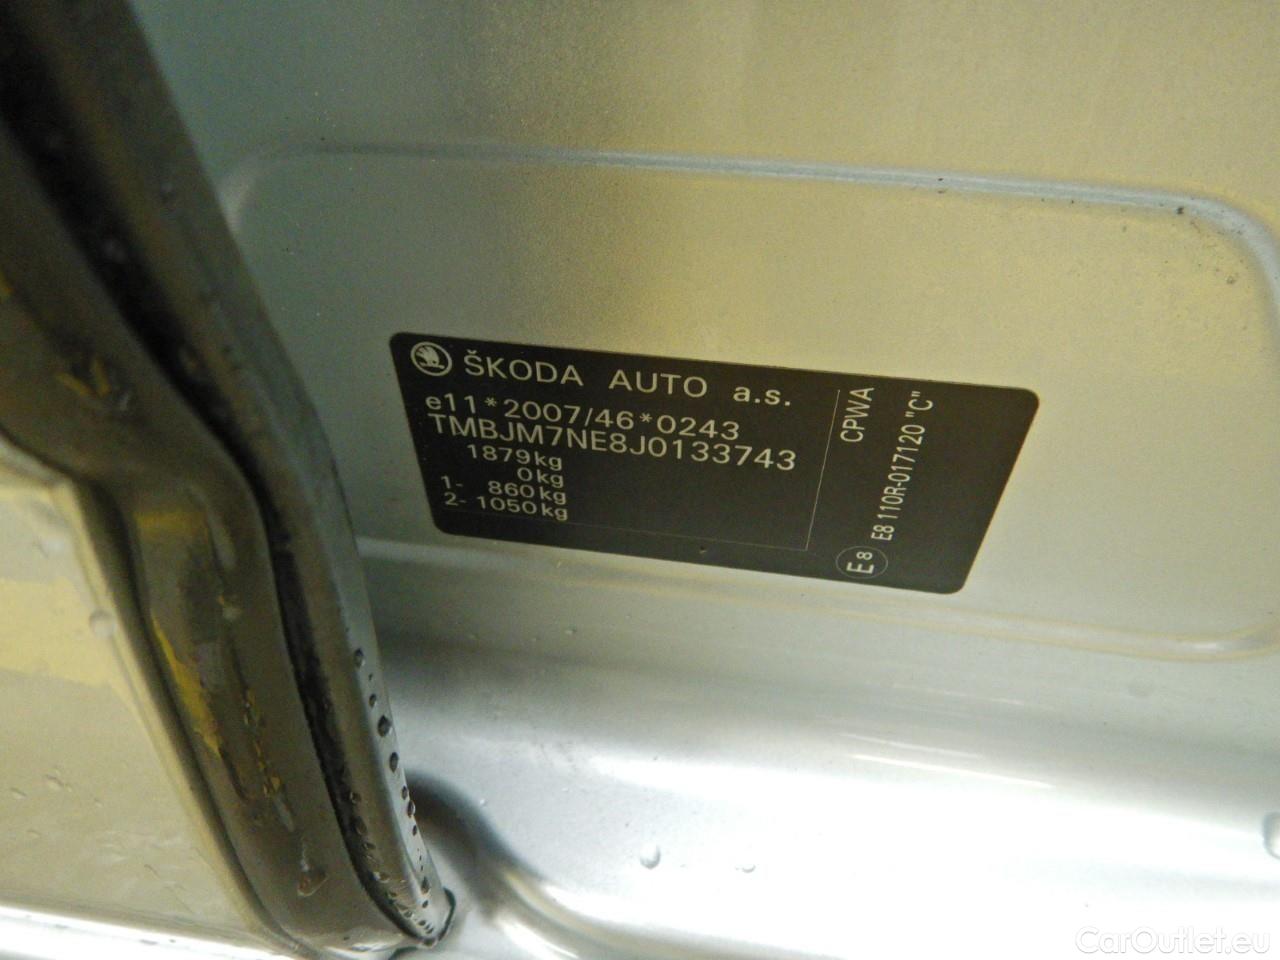 ŠKODA AUTO a.s.
e11*2007/46*0243
TMBJM7NE8J0133743
1879kg
0kg
1- 860kg
2- 1050kg
CPWA
E8 110R-017120 "C"
E8
CarOutlet.eu